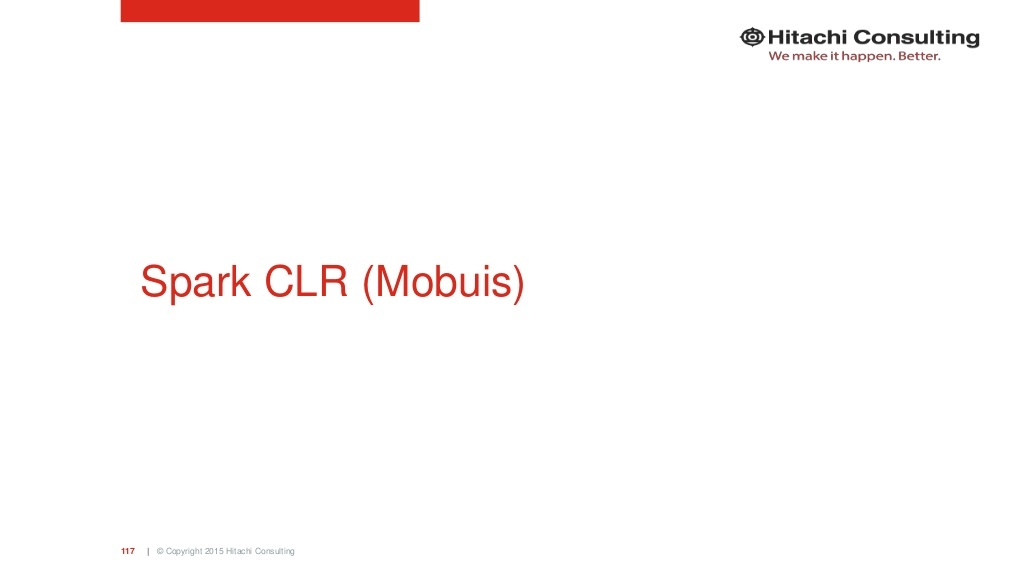 Hitachi Consulting
We make it happen. Better.
Spark CLR (Mobuis)
117 | © Copyright 2015 Hitachi Consulting